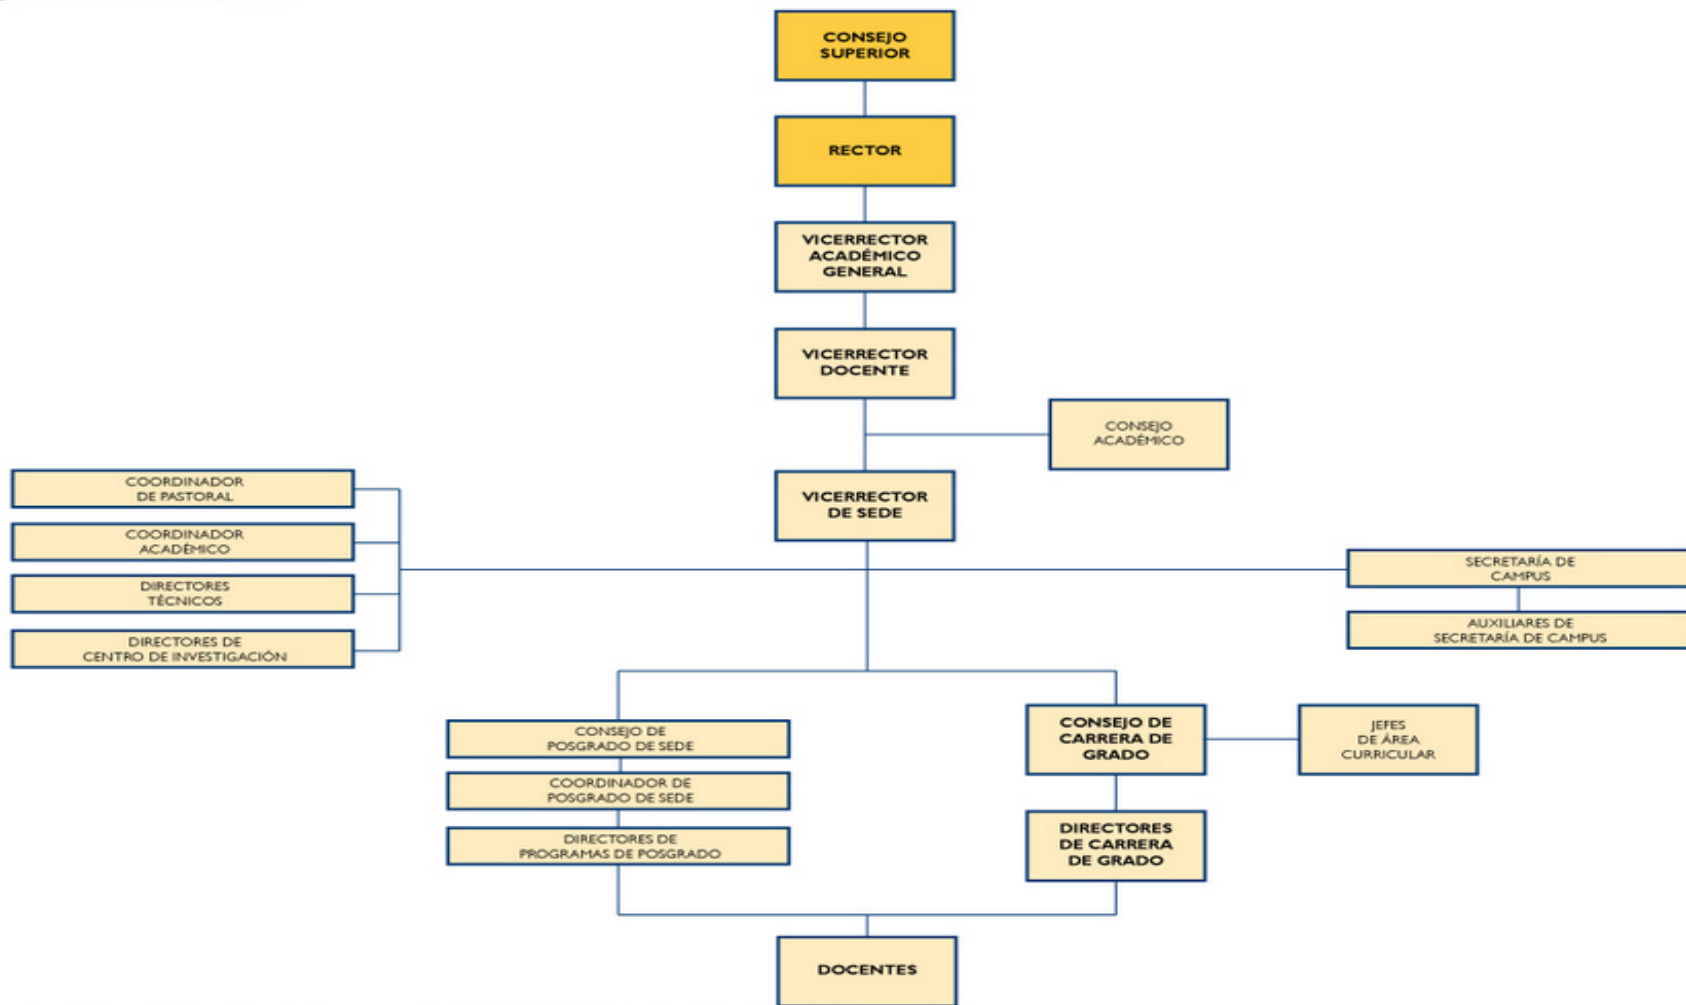 CONSEJO
SUPERIOR
RECTOR
VICERRECTOR
ACADÉMICO
GENERAL
VICERRECTOR
DOCENTE
CONSEJO
ACADÉMICO
VICERRECTOR
DE SEDE
COORDINADOR
DE PASTORAL
COORDINADOR
ACADÉMICO
DIRECTORES
TÉCNICOS
DIRECTORES DE
CENTRO DE INVESTIGACIÓN
SECRETARÍA DE
CAMPUS
AUXILIARES DE
SECRETARÍA DE CAMPUS
CONSEJO DE
POSGRADO DE SEDE
COORDINADOR DE
POSGRADO DE SEDE
DIRECTORES DE
PROGRAMAS DE POSGRADO
CONSEJO DE
CARRERA DE
GRADO
JEFES
DE ÁREA
CURRICULAR
DIRECTORES
DE CARRERA
DE GRADO
DOCENTES